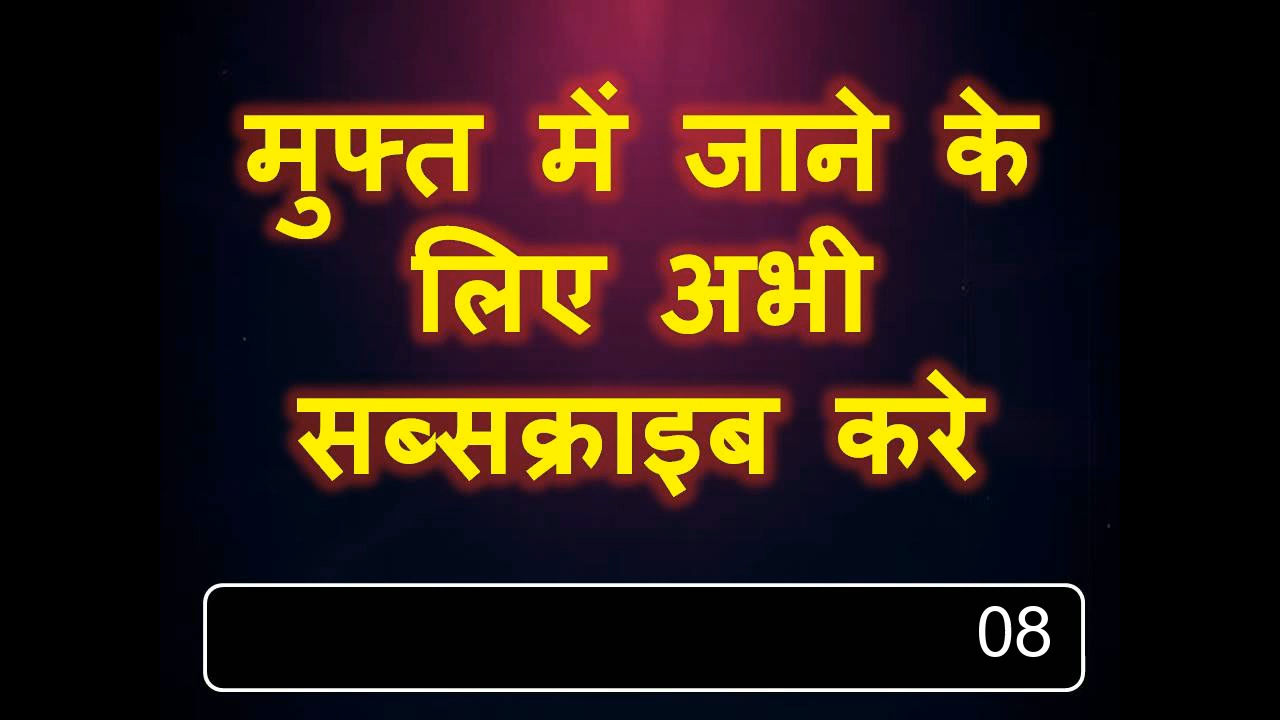 मुफ्त में जाने के
लिए अभी
सब्सक्राइब करे
08